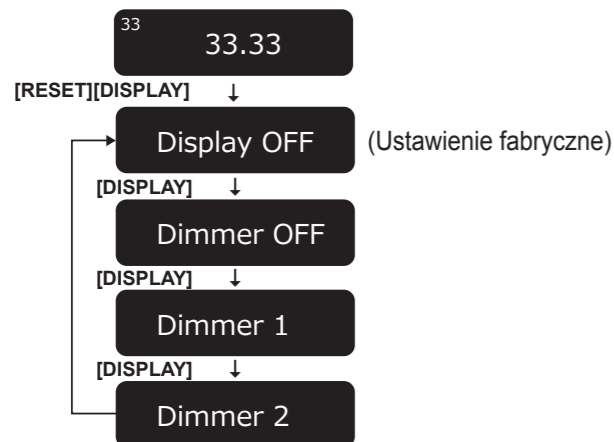 33
33.33
[RESET][DISPLAY] ↓
Display OFF (Ustawienie fabryczne)
[DISPLAY] ↓
Dimmer OFF
[DISPLAY] ↓
Dimmer 1
[DISPLAY] ↓
Dimmer 2